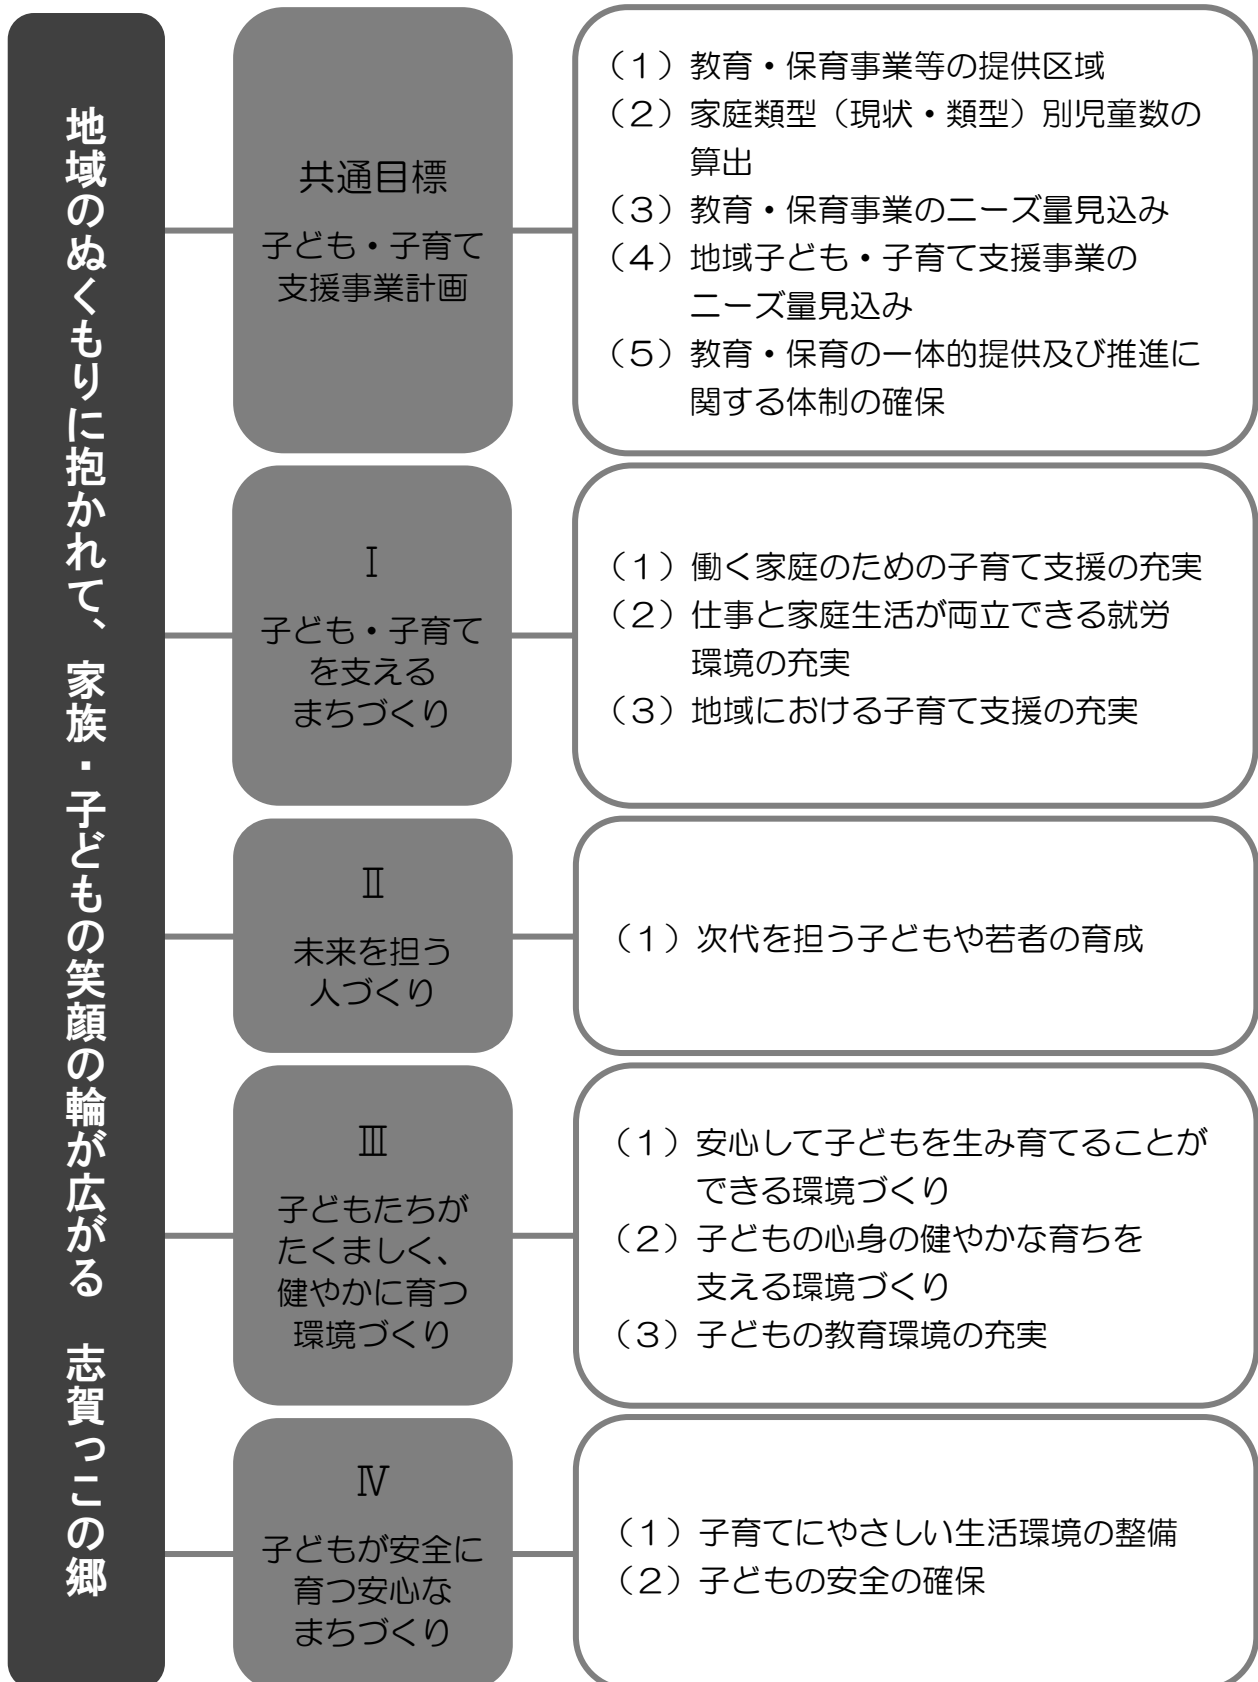 地域のぬくもりに抱かれて、家族・子どもの笑顔の輪が広がる　志賀っこの郷
共通目標
子ども・子育て
支援事業計画
（１）教育・保育事業等の提供区域
（２）家庭類型（現状・類型）別児童数の
算出
（３）教育・保育事業のニーズ量見込み
（４）地域子ども・子育て支援事業の
ニーズ量見込み
（５）教育・保育の一体的提供及び推進に
関する体制の確保
Ⅰ
子ども・子育て
を支える
まちづくり
（１）働く家庭のための子育て支援の充実
（２）仕事と家庭生活が両立できる就労
環境の充実
（３）地域における子育て支援の充実
Ⅱ
未来を担う
人づくり
（１）次代を担う子どもや若者の育成
Ⅲ
子どもたちが
たくましく、
健やかに育つ
環境づくり
（１）安心して子どもを生み育てることが
できる環境づくり
（２）子どもの心身の健やかな育ちを
支える環境づくり
（３）子どもの教育環境の充実
Ⅳ
子どもが安全に
育つ安心な
まちづくり
（１）子育てにやさしい生活環境の整備
（２）子どもの安全の確保